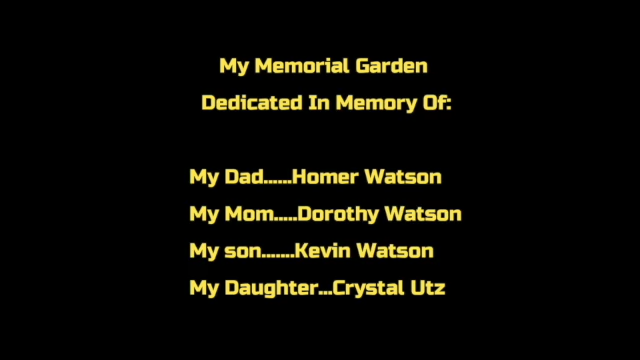 My Memorial Garden
Dedicated In Memory Of:
My Dad......Homer Watson
My Mom.....Dorothy Watson
My son.......Kevin Watson
My Daughter...Crystal Utz